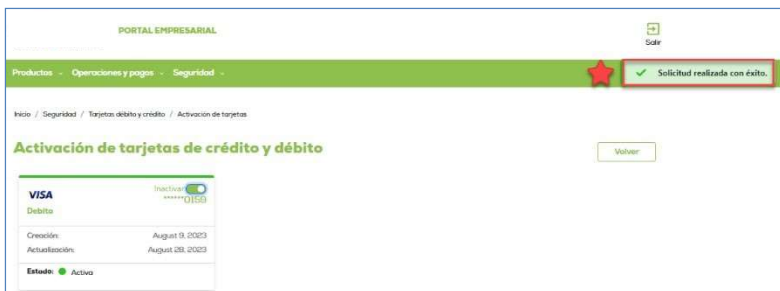 PORTAL EMPRESARIAL
Salir
Productos Operaciones y pagos Seguridad
Solicitud realizada con éxito.
Inicio / Seguridad / Tarjetas débito y crédito / Activación de tarjetas
Activación de tarjetas de crédito y débito
Volver
VISA
Inactivar
******0159
Debito
Creación: August 9, 2023
Actualización: August 28, 2023
Estado: Activa